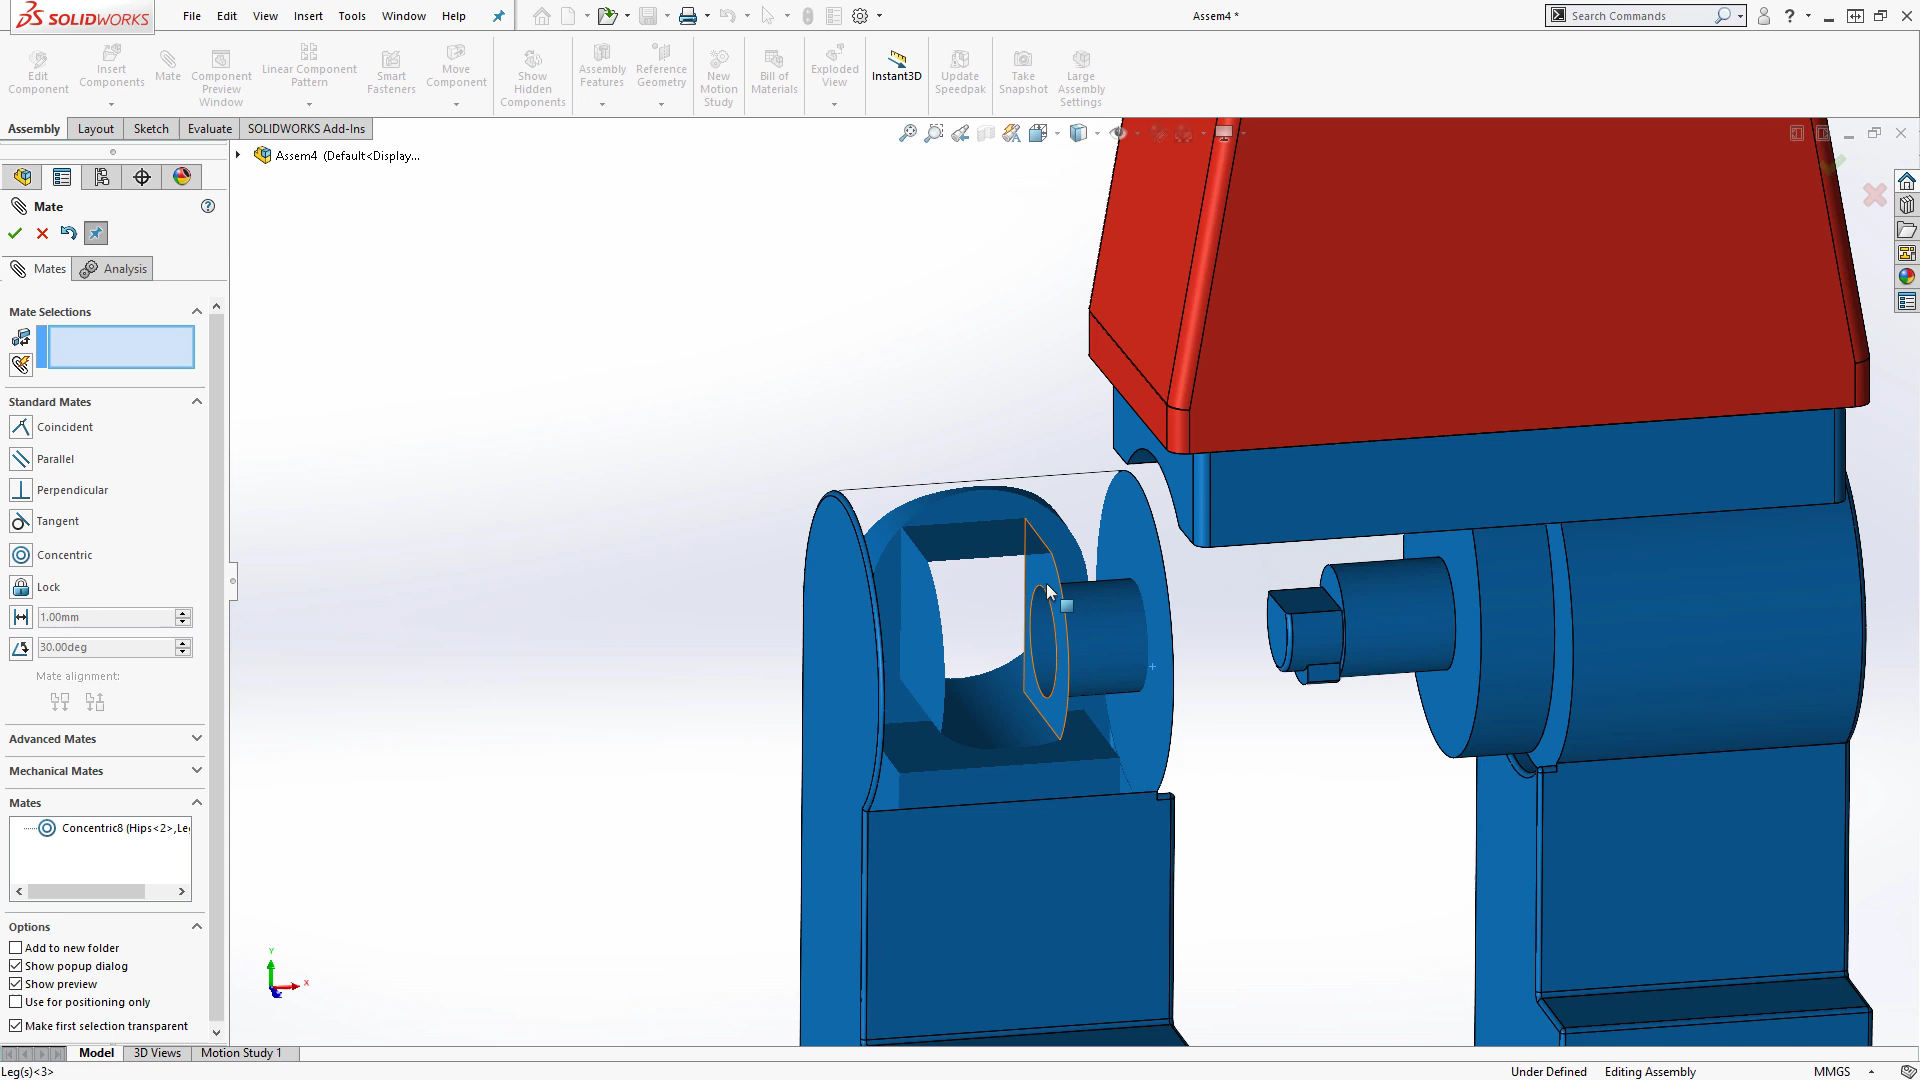 SOLIDWORKS
File Edit View Insert Tools Window Help
Assem4 *
Search Commands
Edit Component
Insert Components
Mate
Component Preview Window
Linear Component Pattern
Smart Fasteners
Move Component
Show Hidden Components
Assembly Features
Reference Geometry
New Motion Study
Bill of Materials
Exploded View
Instant3D
Update Speedpak
Take Snapshot
Large Assembly Settings
Assembly Layout Sketch Evaluate SOLIDWORKS Add-Ins
Assem4 (Default<Display...
Mate
Mates Analysis
Mate Selections
Standard Mates
Coincident
Parallel
Perpendicular
Tangent
Concentric
Lock
1.00mm
30.00deg
Mate alignment:
Advanced Mates
Mechanical Mates
Mates
Concentric8 (Hips<2>,Le
Options
Add to new folder
Show popup dialog
Show preview
Use for positioning only
Make first selection transparent
Y
X
Model 3D Views Motion Study 1
Leg(s)<3>
Under Defined Editing Assembly MMGS